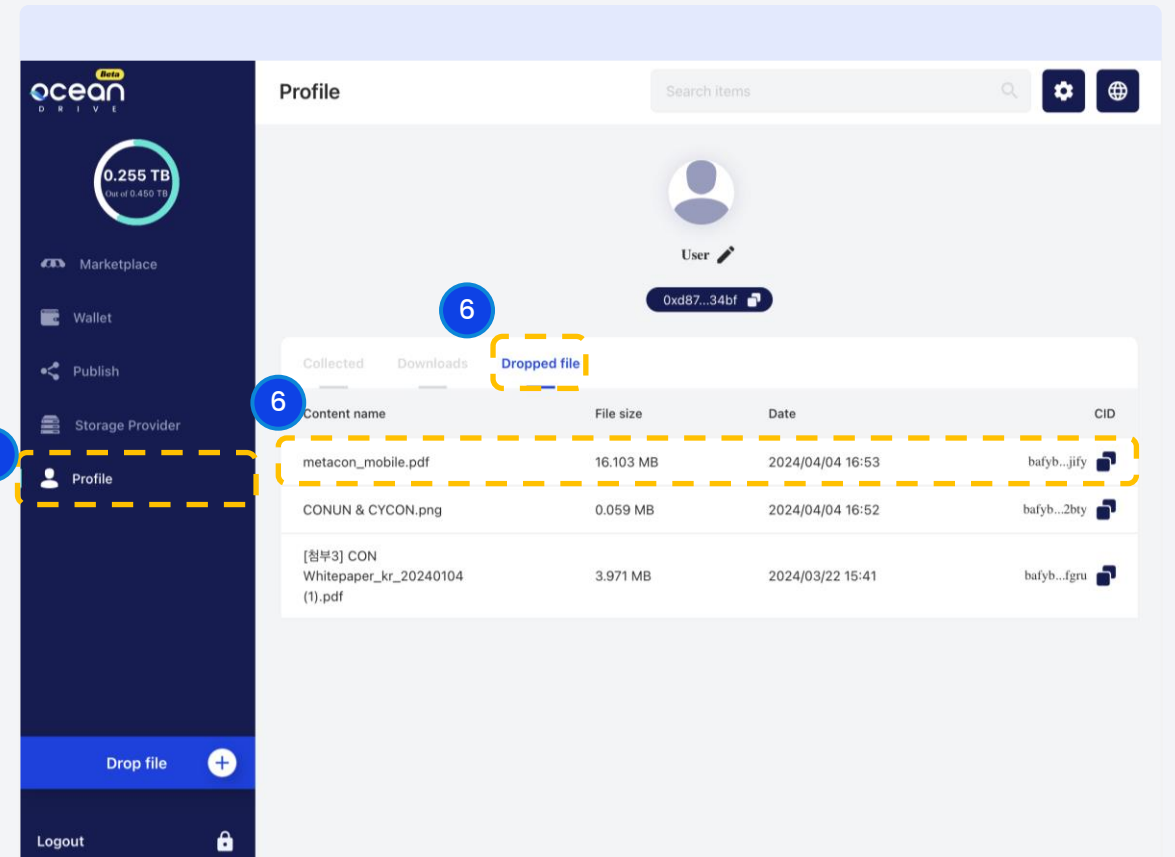 Beta
ocean
DRIVE
0.255 TB
Out of 0.450 TB
Marketplace
Wallet
Publish
Storage Provider
Profile
Drop file
Logout
Profile
Search items
User
0xd87...34bf
6
Collected Downloads Dropped file
6
Content name File size Date CID
metacon_mobile.pdf 16.103 MB 2024/04/04 16:53 bafyb...jify
CONUN & CYCON.png 0.059 MB 2024/04/04 16:52 bafyb...2bty
[첨부3] CON
Whitepaper_kr_20240104 3.971 MB 2024/03/22 15:41 bafyb...fgru
(1).pdf